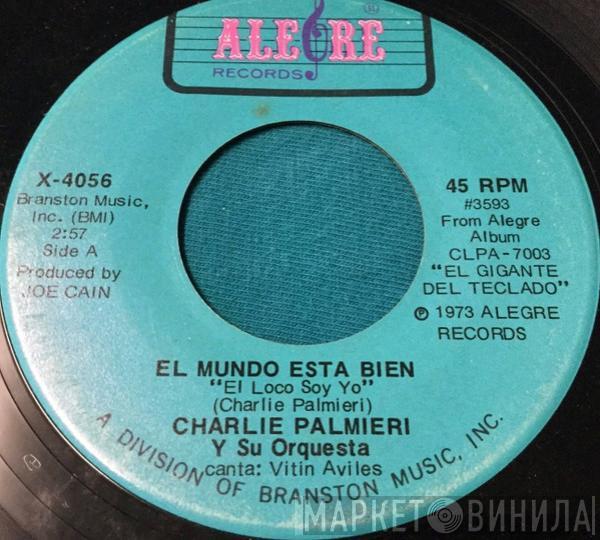 ALEGRE
®
RECORDS
X-4056
Branston Music,
Inc. (BMI)
2:57
Side A
Produced by
JOE CAIN
45 RPM
#3593
From Alegre
Album
CLPA-7003
"EL GIGANTE
DEL TECLADO"
℗ 1973 ALEGRE
RECORDS
EL MUNDO ESTA BIEN
"El Loco Soy Yo"
(Charlie Palmieri)
CHARLIE PALMIERI
Y Su Orquesta
canta: Vitin Aviles
A DIVISION OF BRANSTON MUSIC, INC.
МАРКЕТ ВИНИЛА